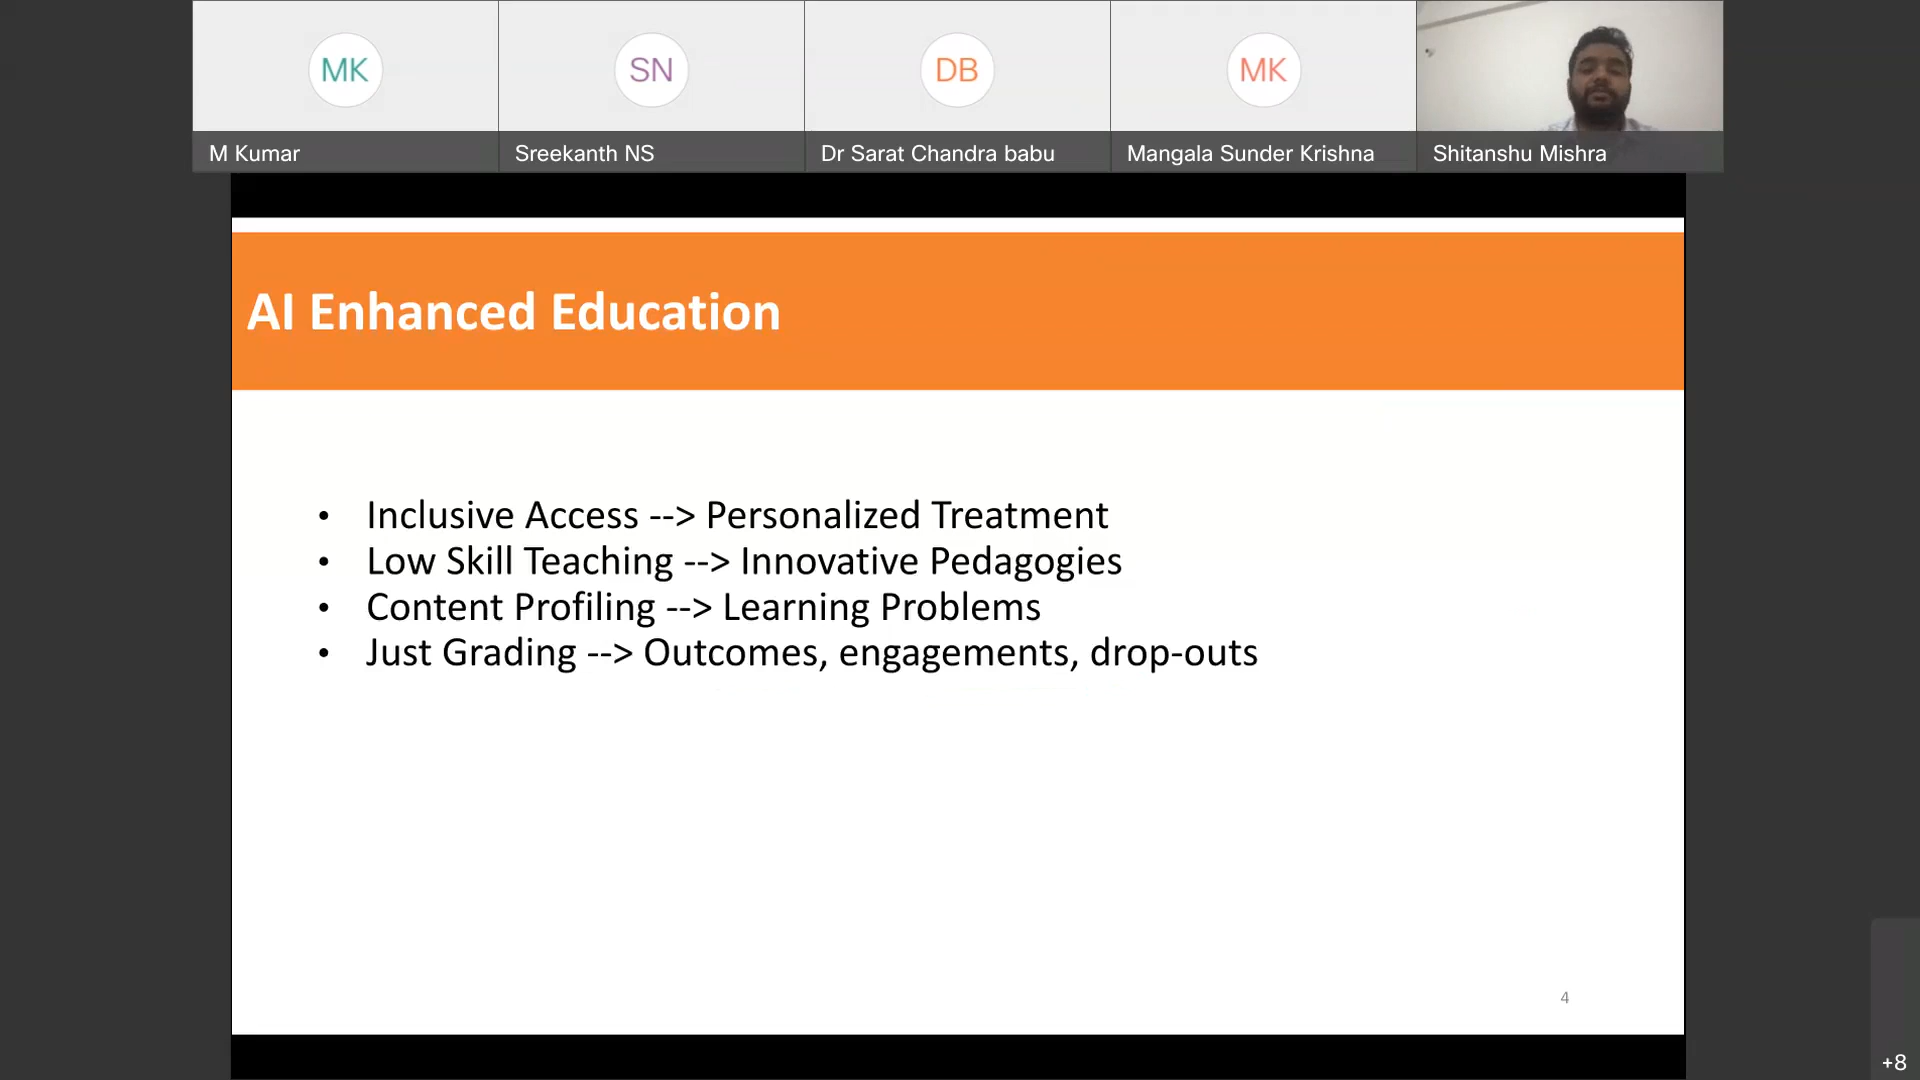 MK
SN
DB
MK
M Kumar
Sreekanth NS
Dr Sarat Chandra babu
Mangala Sunder Krishna
Shitanshu Mishra
AI Enhanced Education
• Inclusive Access --> Personalized Treatment
• Low Skill Teaching --> Innovative Pedagogies
• Content Profiling --> Learning Problems
• Just Grading --> Outcomes, engagements, drop-outs
4
+8